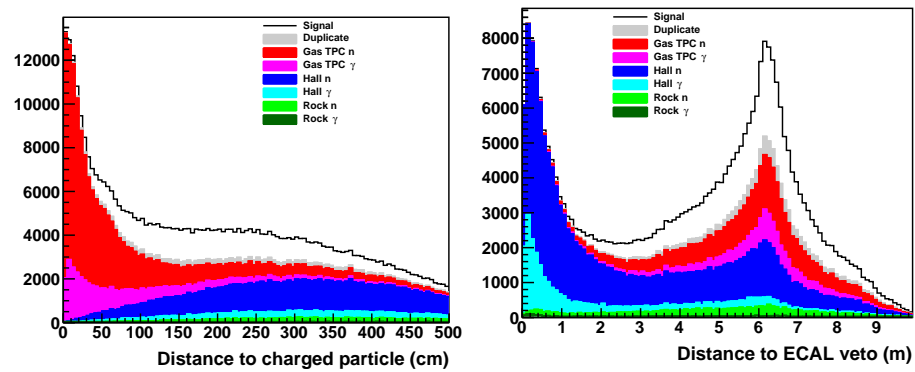 Signal
Duplicate
Gas TPC n
Gas TPC γ
Hall n
Hall γ
Rock n
Rock γ
12000
10000
8000
6000
4000
2000
0
0 50 100 150 200 250 300 350 400 450 500
Distance to charged particle (cm)
Signal
Duplicate
Gas TPC n
Gas TPC γ
Hall n
Hall γ
Rock n
Rock γ
8000
7000
6000
5000
4000
3000
2000
1000
0
0 1 2 3 4 5 6 7 8 9
Distance to ECAL veto (m)